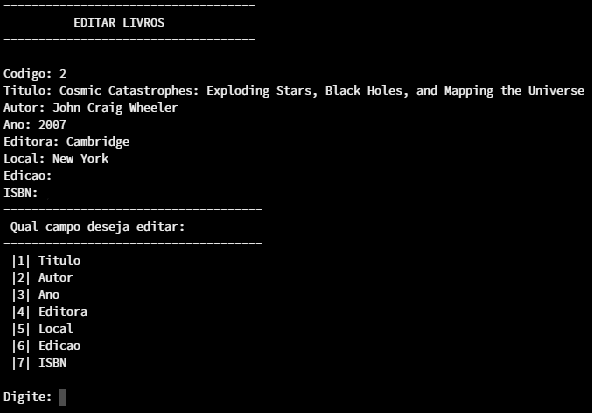 ------------------------------------
EDITAR LIVROS
------------------------------------
Codigo: 2
Titulo: Cosmic Catastrophes: Exploding Stars, Black Holes, and Mapping the Universe
Autor: John Craig Wheeler
Ano: 2007
Editora: Cambridge
Local: New York
Edicao:
ISBN:
-------------------------------------
Qual campo deseja editar:
-------------------------------------
|1| Titulo
|2| Autor
|3| Ano
|4| Editora
|5| Local
|6| Edicao
|7| ISBN
Digite: